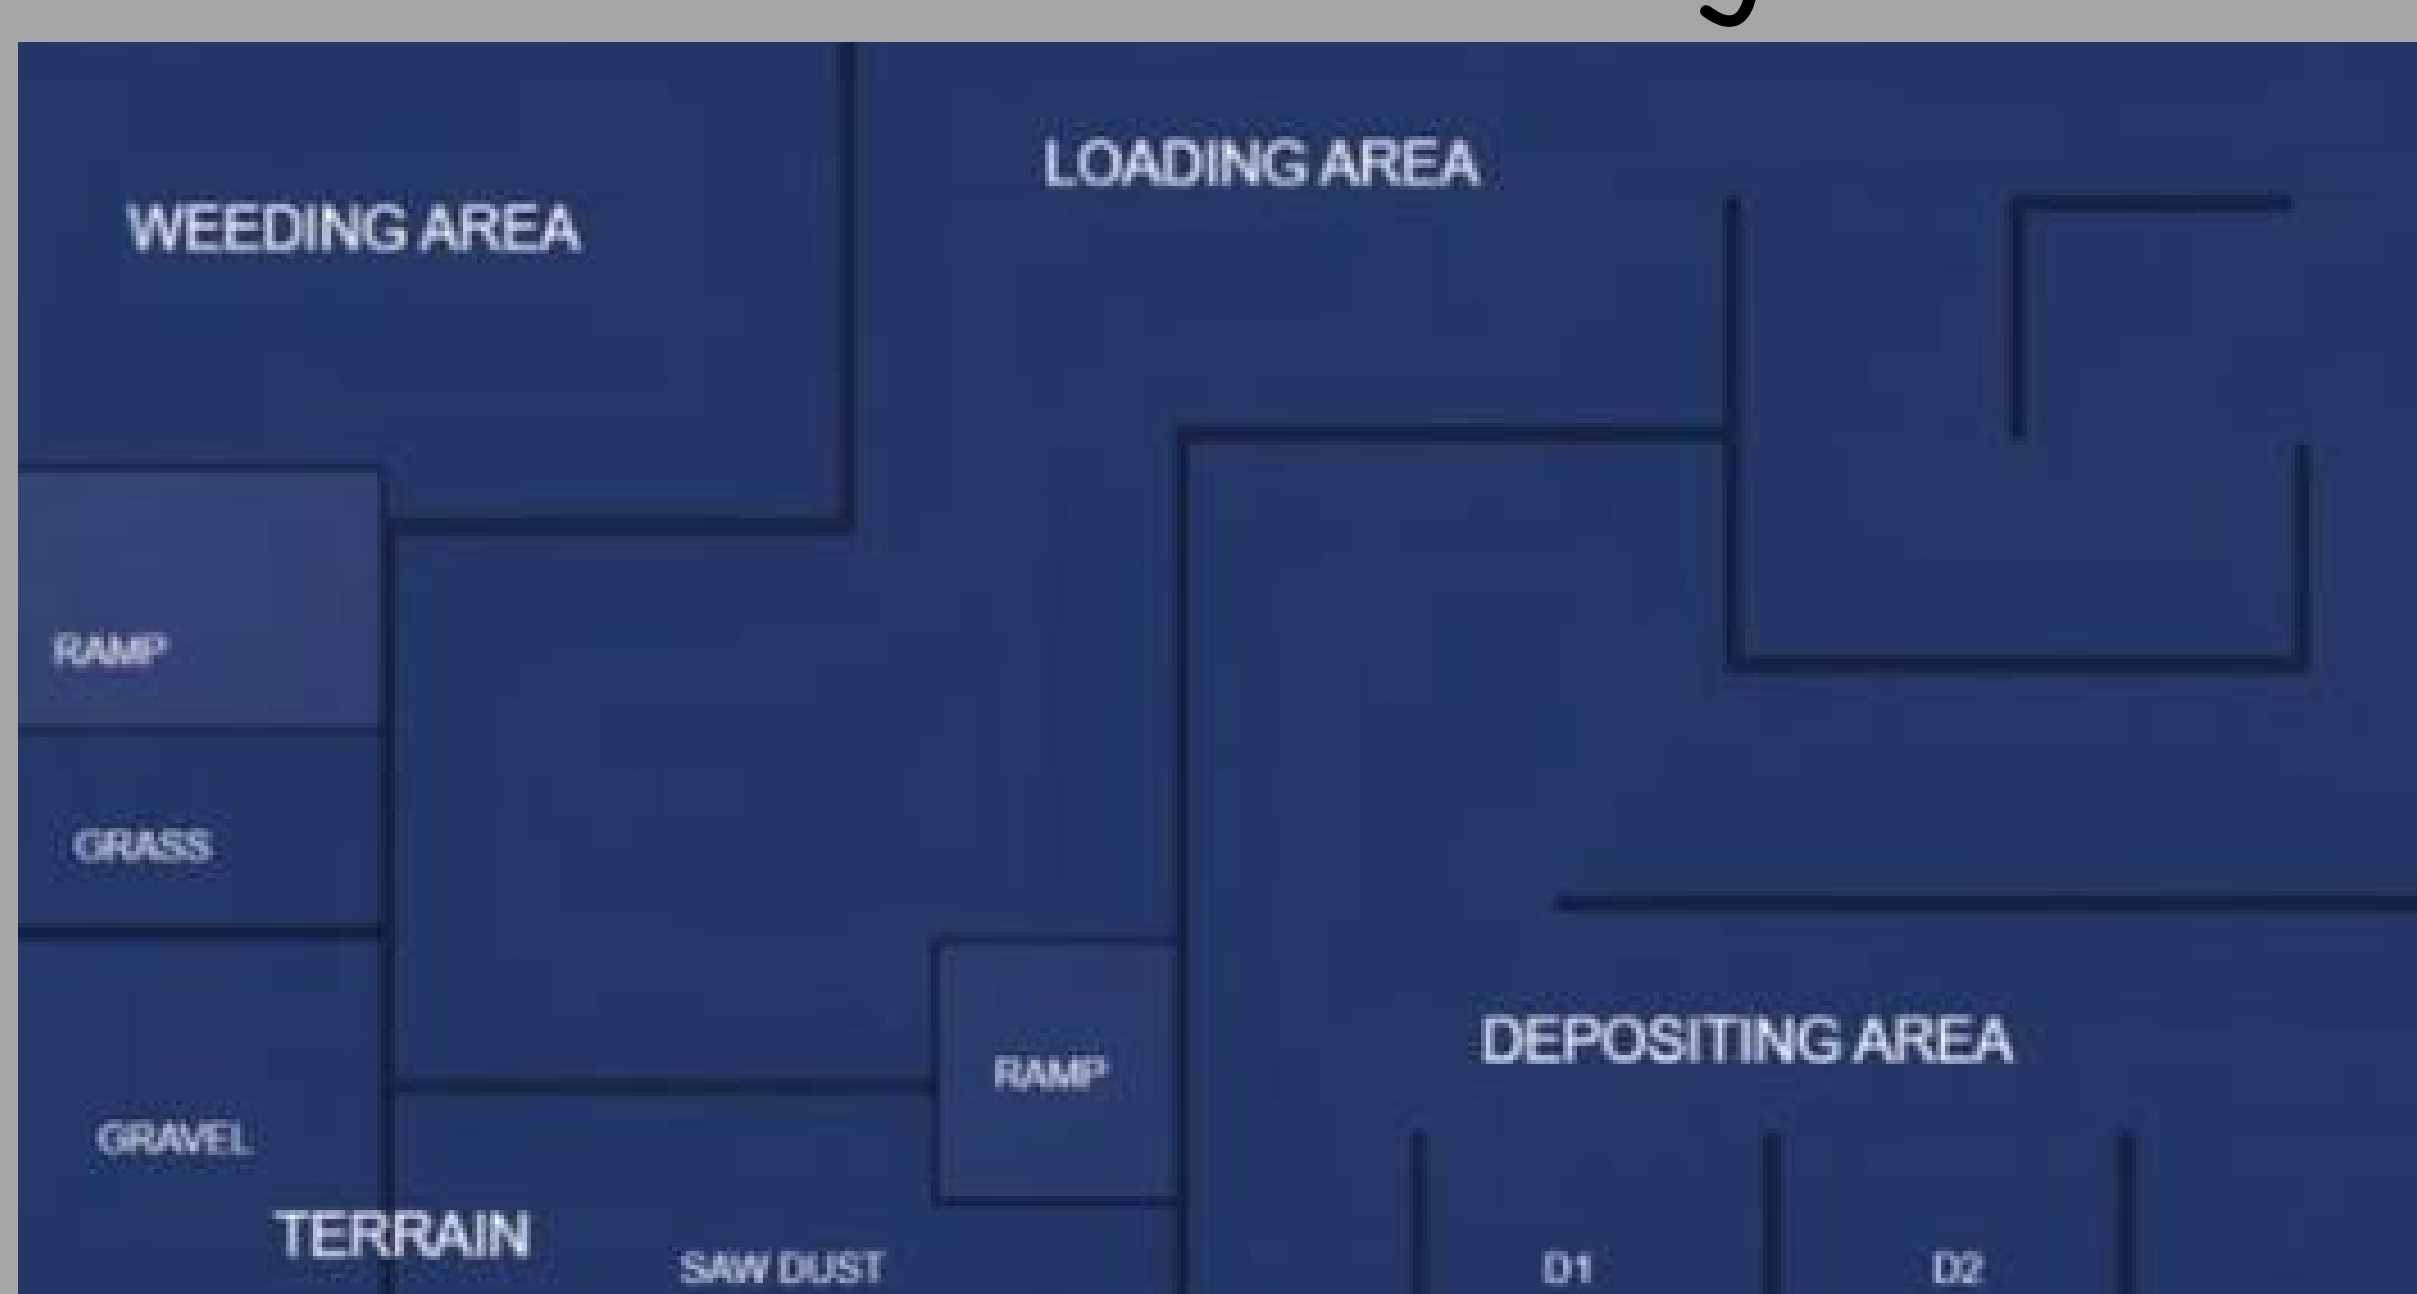 LOADING AREA
WEEDING AREA
RAMP
GRASS
DEPOSITING AREA
RAMP
GRAVEL
TERRAIN
SAW DUST
D1
D2